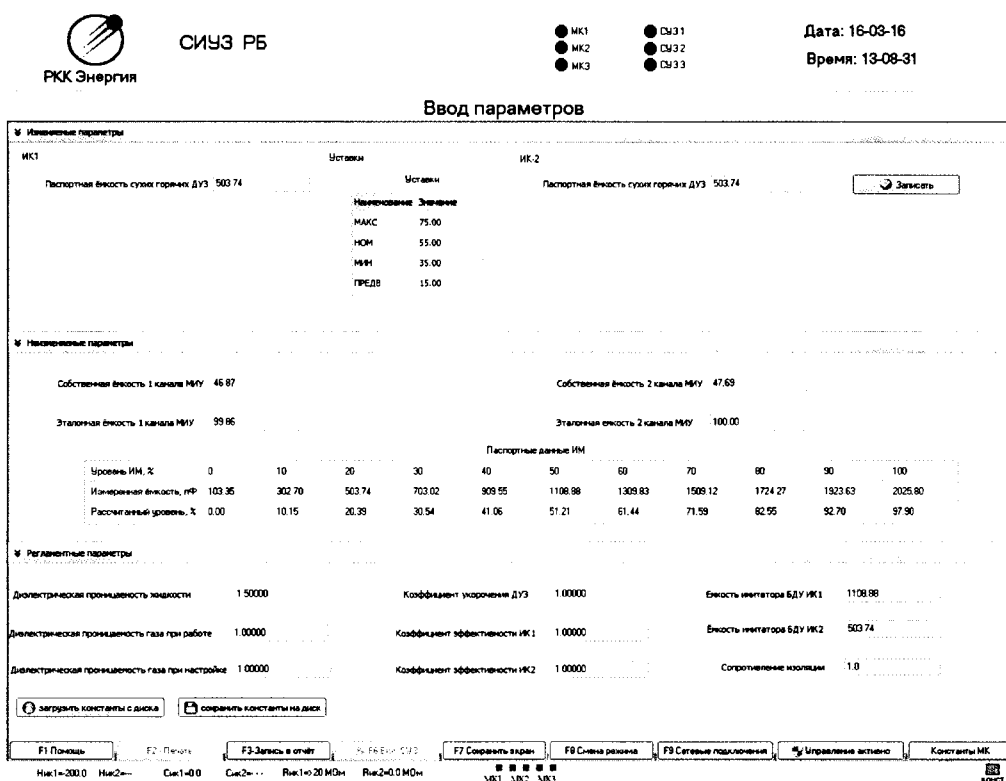 СИУЗ РБ
РКК Энергия
МК1
МК2
МК3
СУЗ1
СУЗ2
СУЗ3
Дата: 16-03-16
Время: 13-08-31
Ввод параметров
Изменяемые параметры
ИК1 Уставки ИК-2
Паспортная ёмкость сухих горячих ДУЗ 503.74
Уставки
Паспортная ёмкость сухих горячих ДУЗ 503.74
Записать
Наименование Значение
МАКС 75.00
НОМ 55.00
МИН 35.00
ПРЕДВ 15.00
Неизменяемые параметры
Собственная ёмкость 1 канала МИУ 46.87 Собственная ёмкость 2 канала МИУ 47.69
Эталонная ёмкость 1 канала МИУ 99.86 Эталонная ёмкость 2 канала МИУ 100.00
Паспортные данные ИМ
Уровень ИМ, % 0 10 20 30 40 50 60 70 80 90 100
Измеренная ёмкость, пФ 103.35 302.70 503.74 703.02 909.55 1108.88 1309.83 1509.12 1724.27 1923.63 2025.80
Рассчитанный уровень, % 0.00 10.15 20.39 30.54 41.06 51.21 61.44 71.59 82.55 92.70 97.90
Регламентные параметры
Диэлектрическая проницаемость жидкости 1.50000 Коэффициент укорочения ДУЗ 1.00000 Ёмкость имитатора БДУ ИК1 1108.88
Диэлектрическая проницаемость газа при работе 1.00000 Коэффициент эффективности ИК1 1.00000 Ёмкость имитатора БДУ ИК2 503.74
Диэлектрическая проницаемость газа при настройке 1.00000 Коэффициент эффективности ИК2 1.00000 Сопротивление изоляции 1.0
загрузить константы с диска сохранить константы на диск
F1 Помощь F2 - Печать F3-Запись в отчёт F7 Сохранить экран F8 Смена режима F9 Сетевые подключения Управление активно Константы МК
Hик1=-200.0 Hик2=-- Cик1=0.0 Cик2=-- Rик1=>20 МОм Rик2=0.0 МОм МК1 МК2 МК3